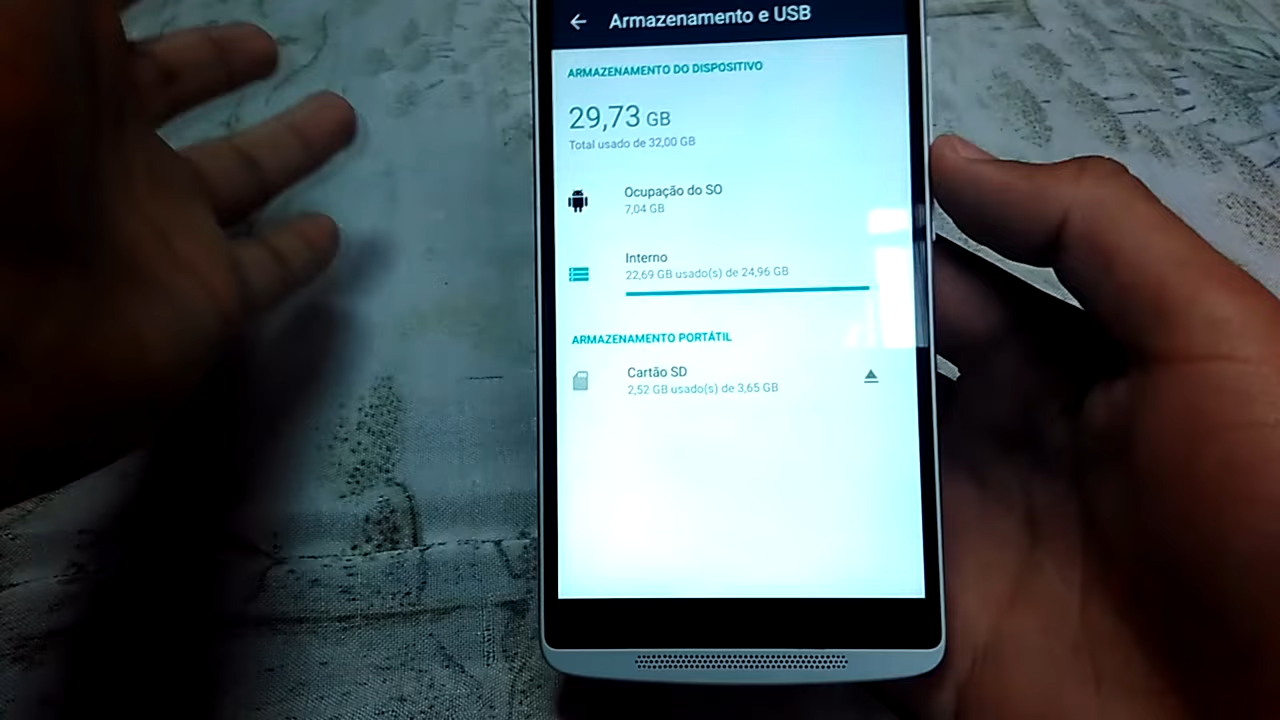 Armazenamento e USB
ARMAZENAMENTO DO DISPOSITIVO
29,73 GB
Total usado de 32,00 GB
Ocupação do SO
7,04 GB
Interno
22,69 GB usado(s) de 24,96 GB
ARMAZENAMENTO PORTÁTIL
Cartão SD
2,52 GB usado(s) de 3,65 GB